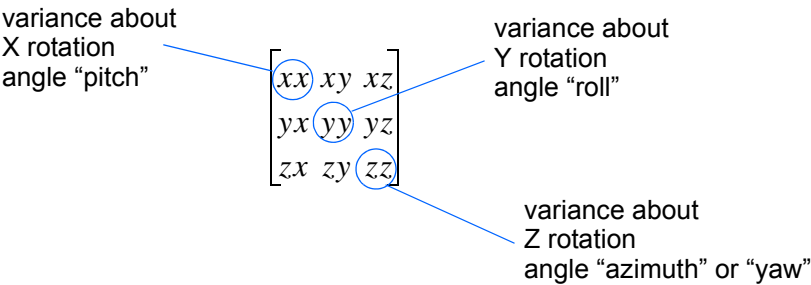 variance about
X rotation
angle “pitch”
variance about
Y rotation
angle “roll”
xx xy xz
yx yy yz
zx zy zz
variance about
Z rotation
angle “azimuth” or “yaw”